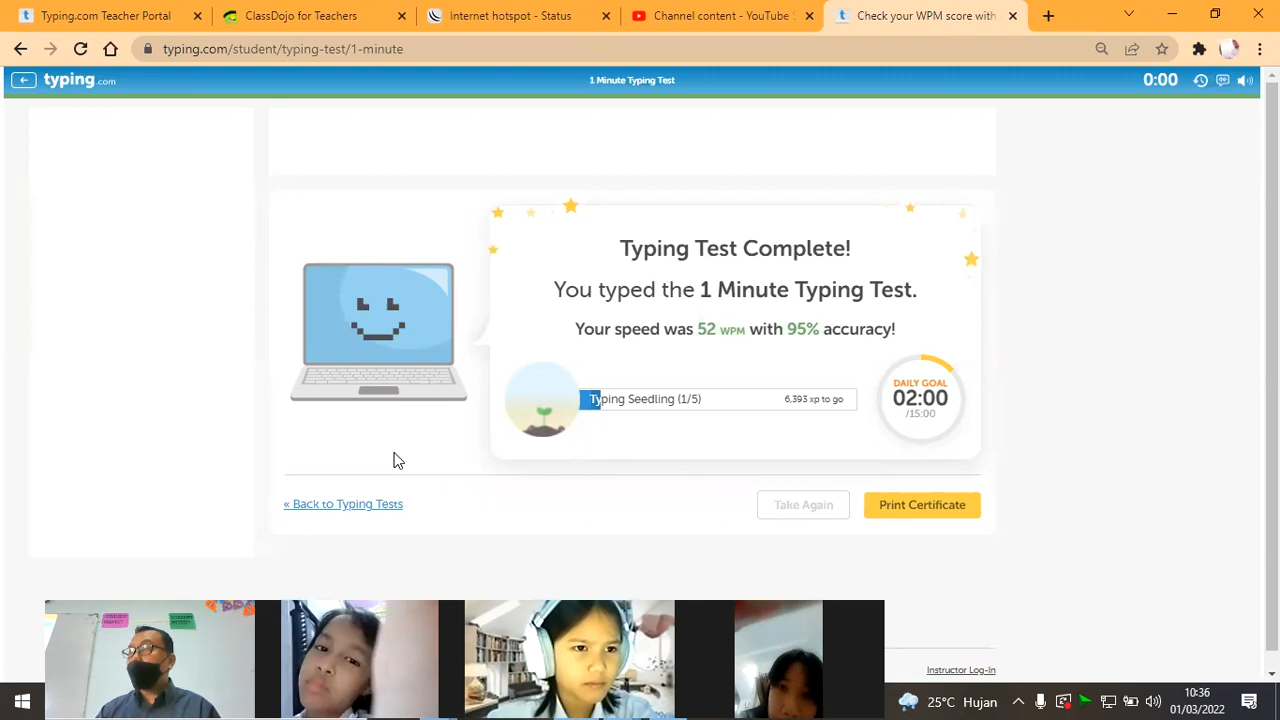 Typing.com Teacher Portal
ClassDojo for Teachers
Internet hotspot - Status
Channel content - YouTube
Check your WPM score with
typing.com/student/typing-test/1-minute
typing.com
1 Minute Typing Test
0:00
Typing Test Complete!
You typed the 1 Minute Typing Test.
Your speed was 52 WPM with 95% accuracy!
Typing Seedling (1/5)
6,393 xp to go
DAILY GOAL
02:00
/15:00
« Back to Typing Tests
Take Again
Print Certificate
Instructor Log-In
25°C Hujan
10:36
01/03/2022